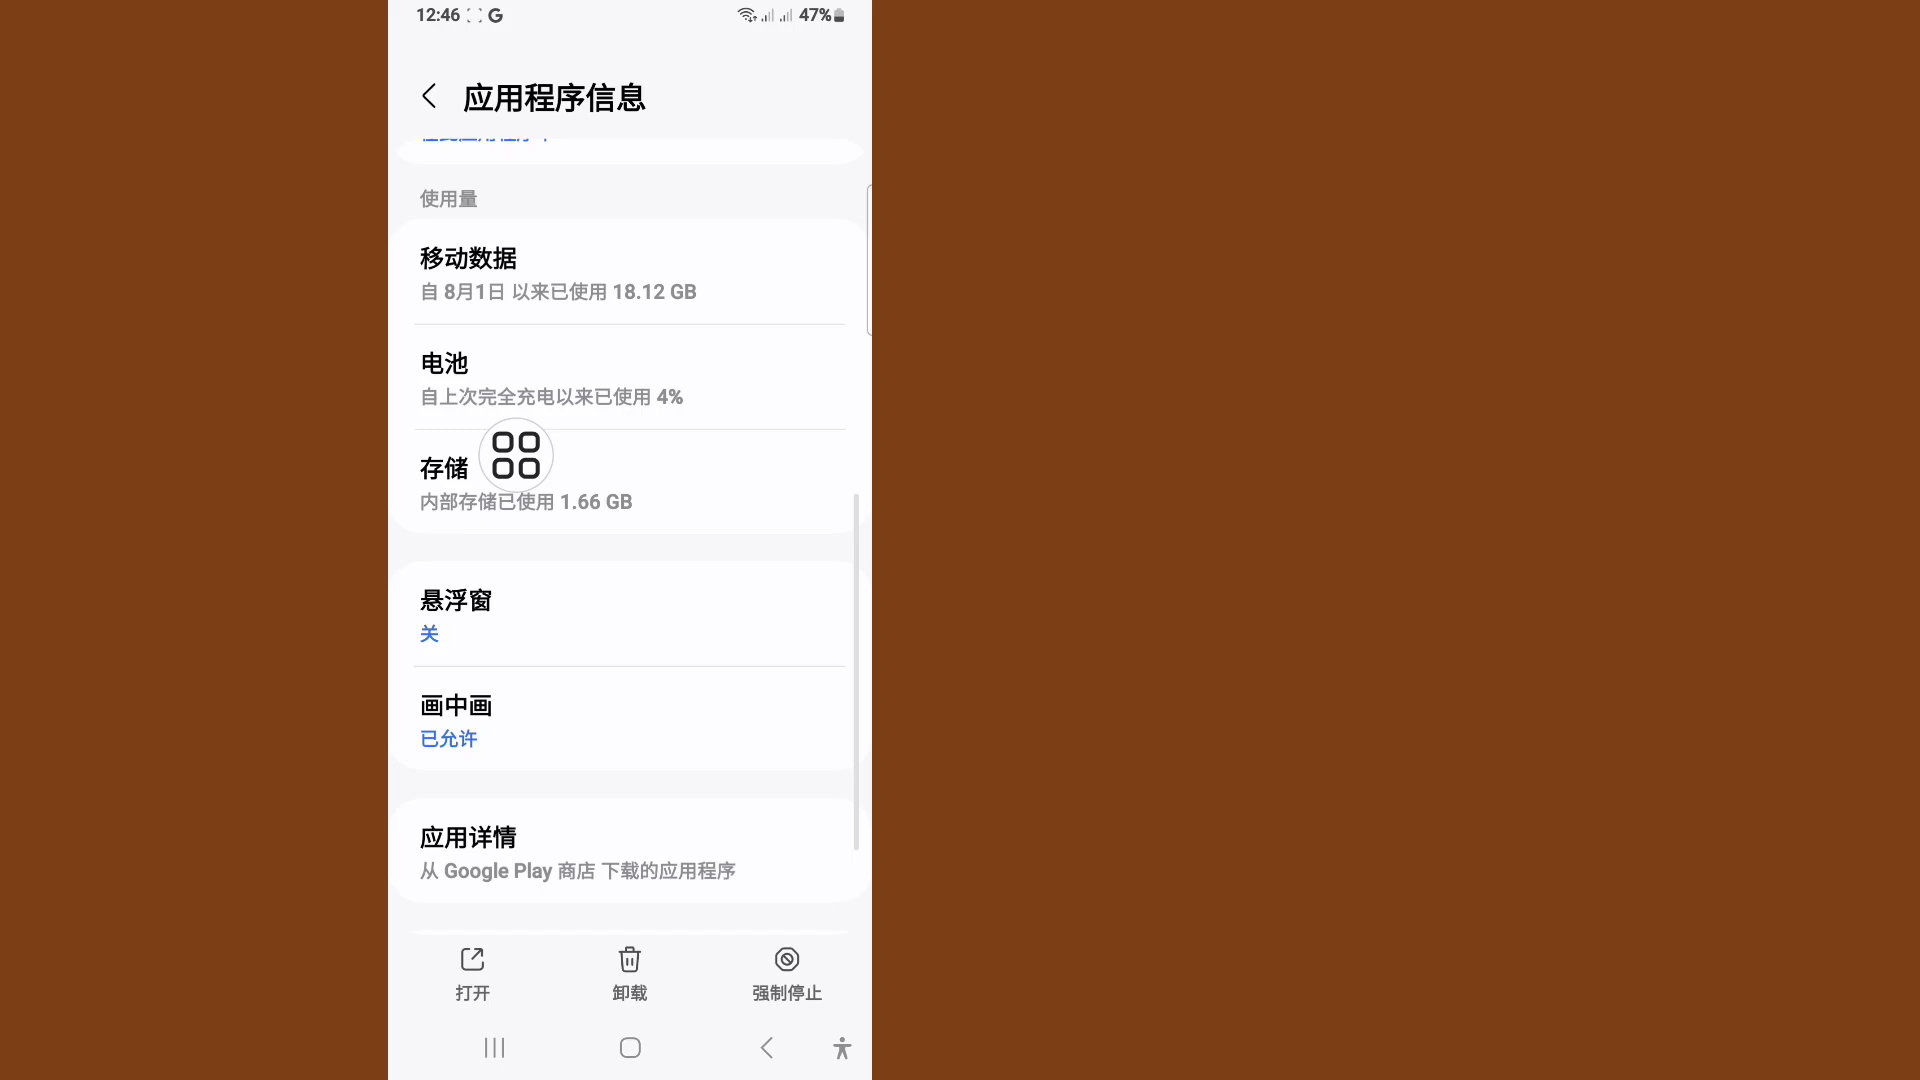 12:46
47%
应用程序信息
使用量
移动数据
自 8月1日 以来已使用 18.12 GB
电池
自上次完全充电以来已使用 4%
存储
内部存储已使用 1.66 GB
悬浮窗
关
画中画
已允许
应用详情
从 Google Play 商店 下载的应用程序
打开
卸载
强制停止